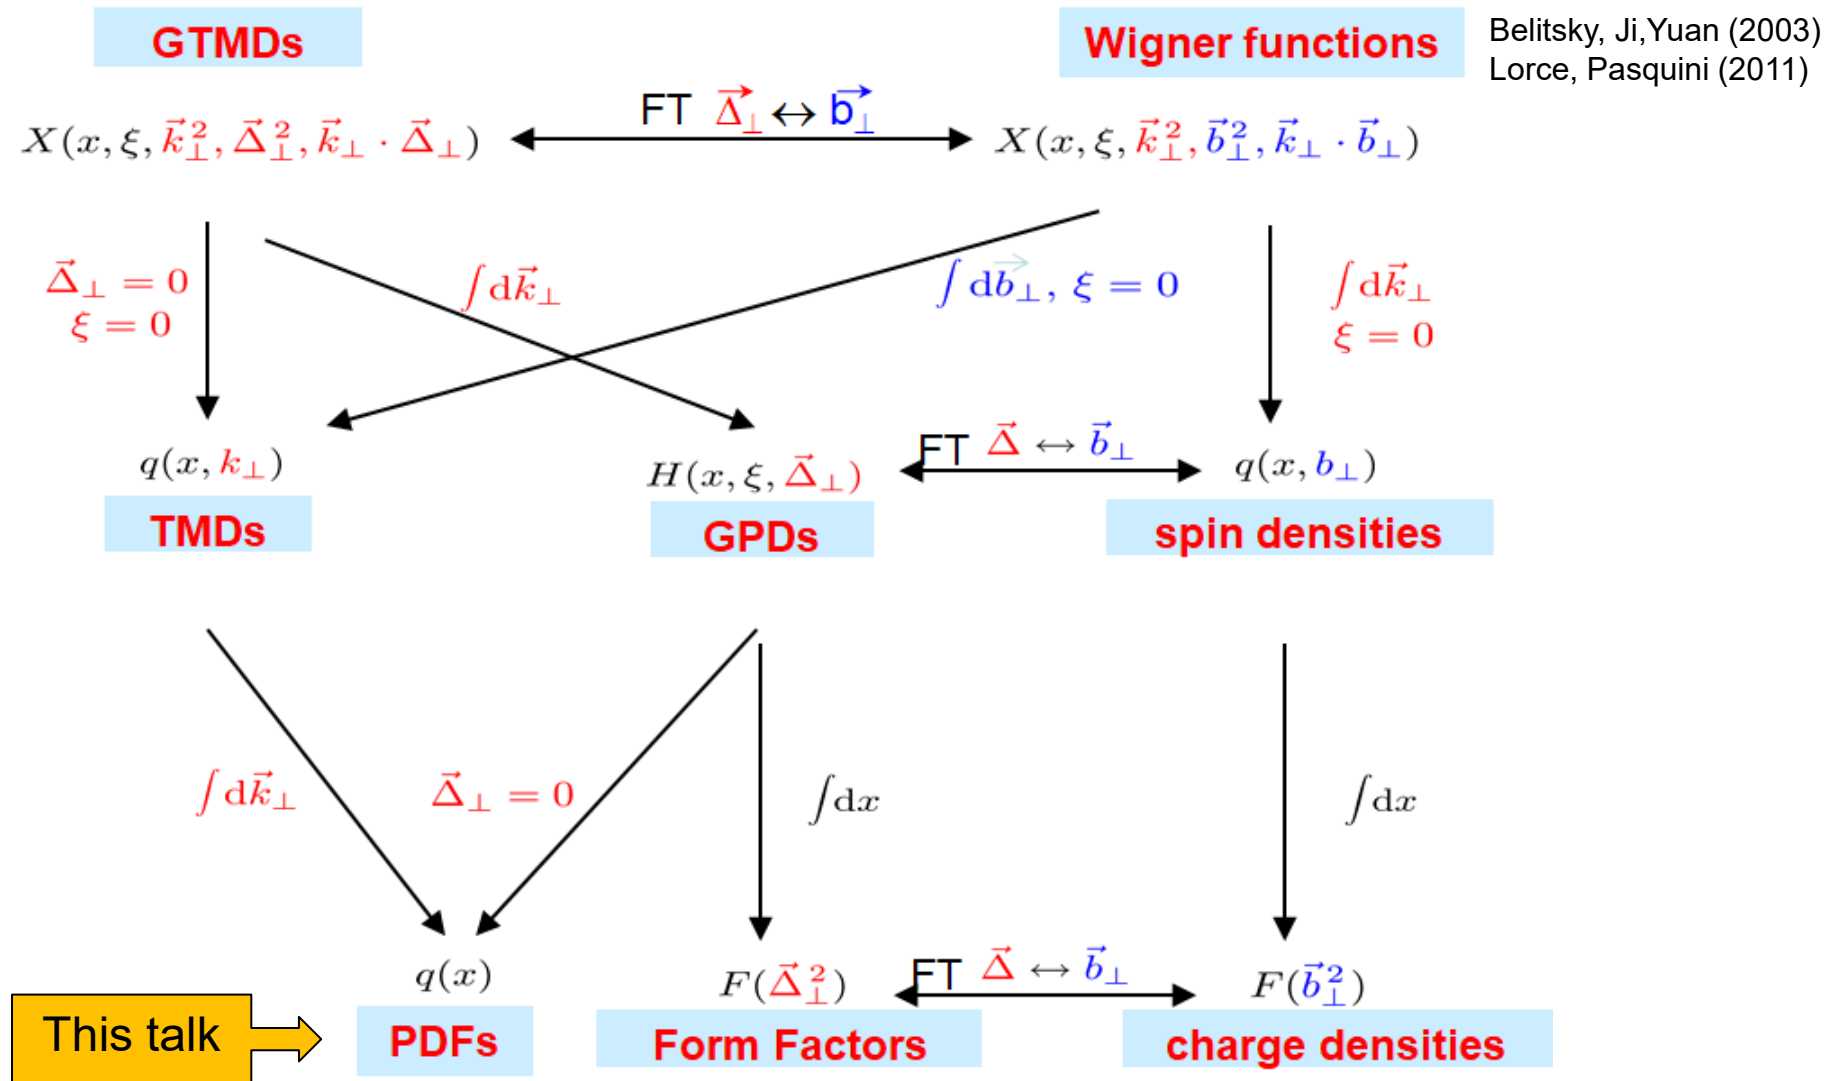 GTMDs
Wigner functions
Belitsky, Ji,Yuan (2003)
Lorce, Pasquini (2011)
FT Δ⃗⊥ ↔ b⃗⊥
X(x, ξ, k⃗⊥², Δ⃗⊥², k⃗⊥ · Δ⃗⊥)
X(x, ξ, k⃗⊥², b⃗⊥², k⃗⊥ · b⃗⊥)
Δ⃗⊥ = 0
ξ = 0
∫dk⃗⊥
∫db⃗⊥, ξ = 0
∫dk⃗⊥
ξ = 0
q(x, k⊥)
H(x, ξ, Δ⃗⊥)
FT Δ⃗ ↔ b⃗⊥
q(x, b⊥)
TMDs
GPDs
spin densities
∫dk⃗⊥
Δ⃗⊥ = 0
∫dx
∫dx
q(x)
F(Δ⃗⊥²)
FT Δ⃗ ↔ b⃗⊥
F(b⃗⊥²)
This talk
PDFs
Form Factors
charge densities